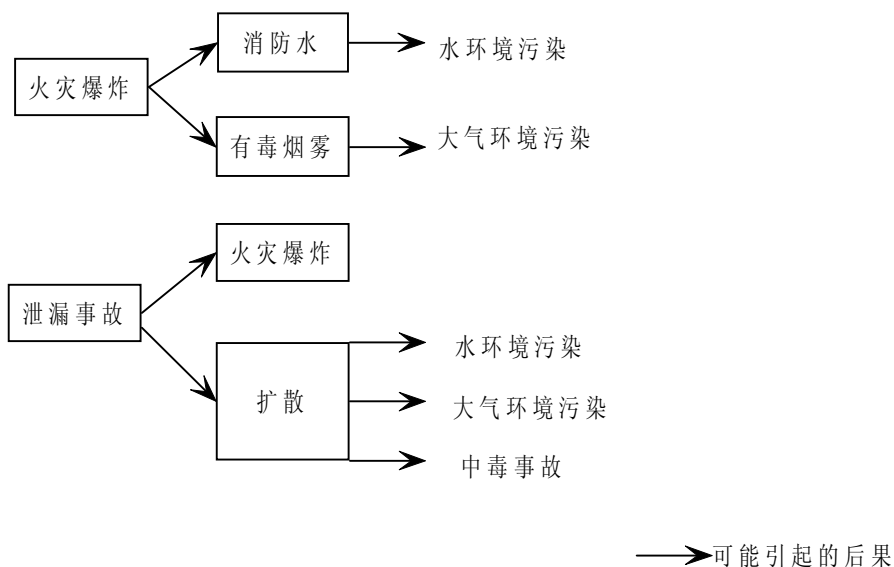 消防水
水环境污染
火灾爆炸
有毒烟雾
大气环境污染
火灾爆炸
泄漏事故
水环境污染
扩散
大气环境污染
中毒事故
可能引起的后果